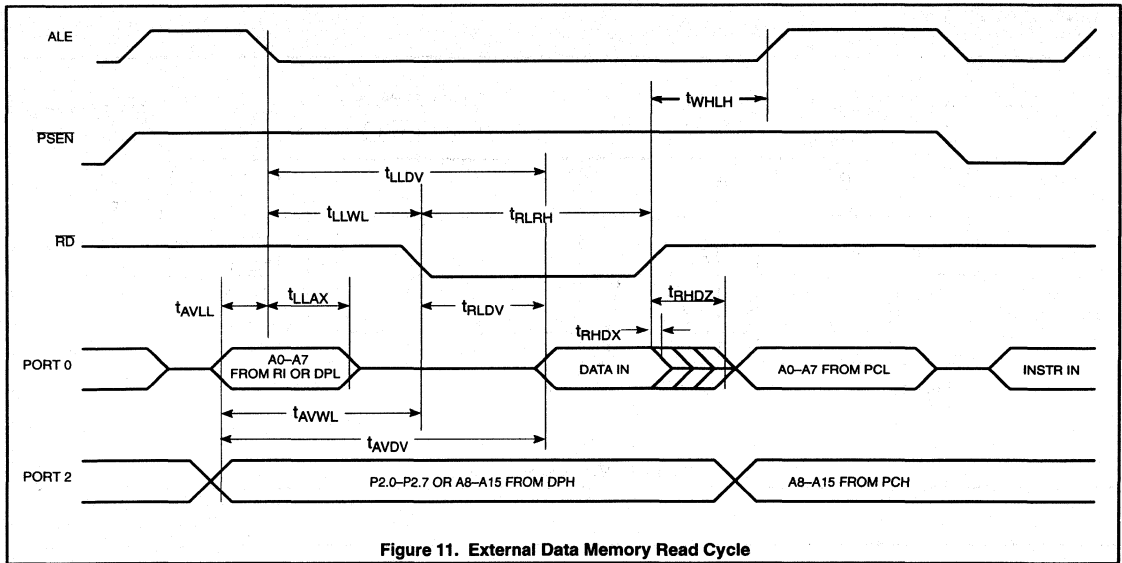 ALE
tWHLH
PSEN
tLLDV
tLLWL
tRLRH
RD
tAVLL
tLLAX
tRLDV
tRHDZ
tRHDX
PORT 0
A0–A7
FROM RI OR DPL
DATA IN
A0–A7 FROM PCL
INSTR IN
tAVWL
tAVDV
PORT 2
P2.0–P2.7 OR A8–A15 FROM DPH
A8–A15 FROM PCH
Figure 11. External Data Memory Read Cycle